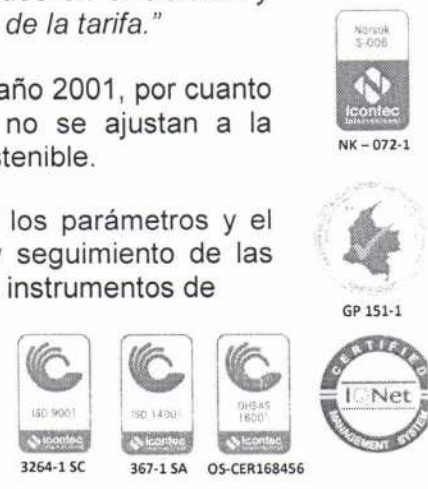 de la tarifa.”
año 2001, por cuanto
no se ajustan a la
stenible.
los parámetros y el
y seguimiento de las
instrumentos de
Norsok
S-006
icontec
internacional
NK – 072-1
GP 151-1
ISO 9001
icontec
3264-1 SC
ISO 14001
icontec
367-1 SA
OHSAS
18001
icontec
OS-CER168456
CERTIFIED
IQNet
MANAGEMENT SYSTEM